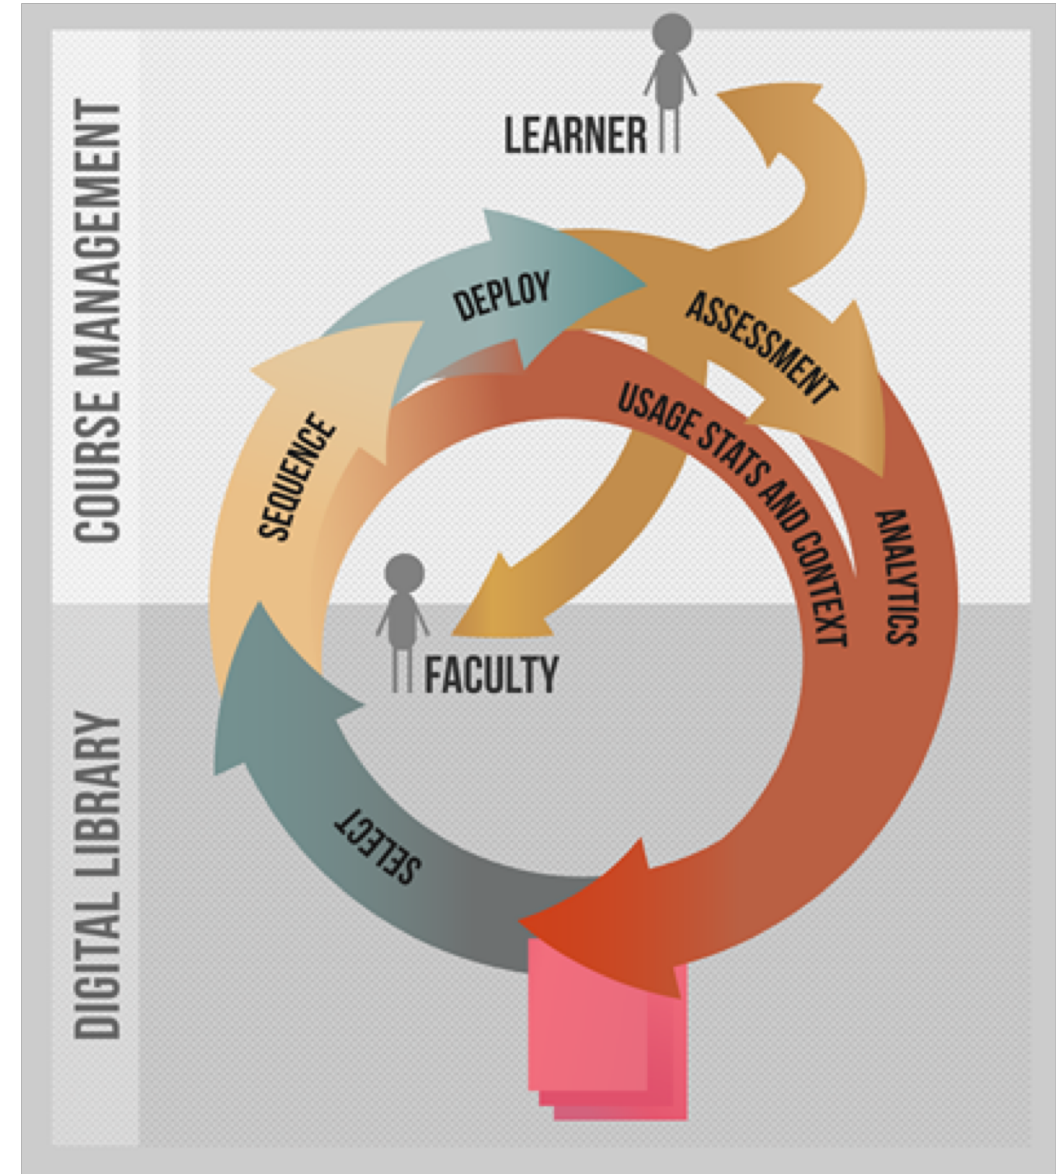 COURSE MANAGEMENT
LEARNER
DEPLOY
ASSESSMENT
USAGE STATS AND CONTEXT
SEQUENCE
ANALYTICS
FACULTY
DIGITAL LIBRARY
SELECT